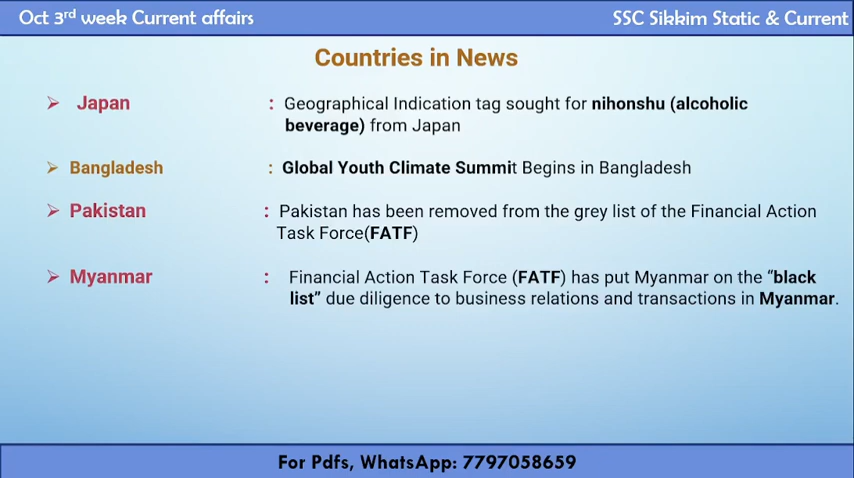 Oct 3rd week Current affairs
SSC Sikkim Static & Current
Countries in News
➢ Japan : Geographical Indication tag sought for nihonshu (alcoholic
beverage) from Japan
➢ Bangladesh : Global Youth Climate Summit Begins in Bangladesh
➢ Pakistan : Pakistan has been removed from the grey list of the Financial Action
Task Force(FATF)
➢ Myanmar : Financial Action Task Force (FATF) has put Myanmar on the “black
list” due diligence to business relations and transactions in Myanmar.
For Pdfs, WhatsApp: 7797058659